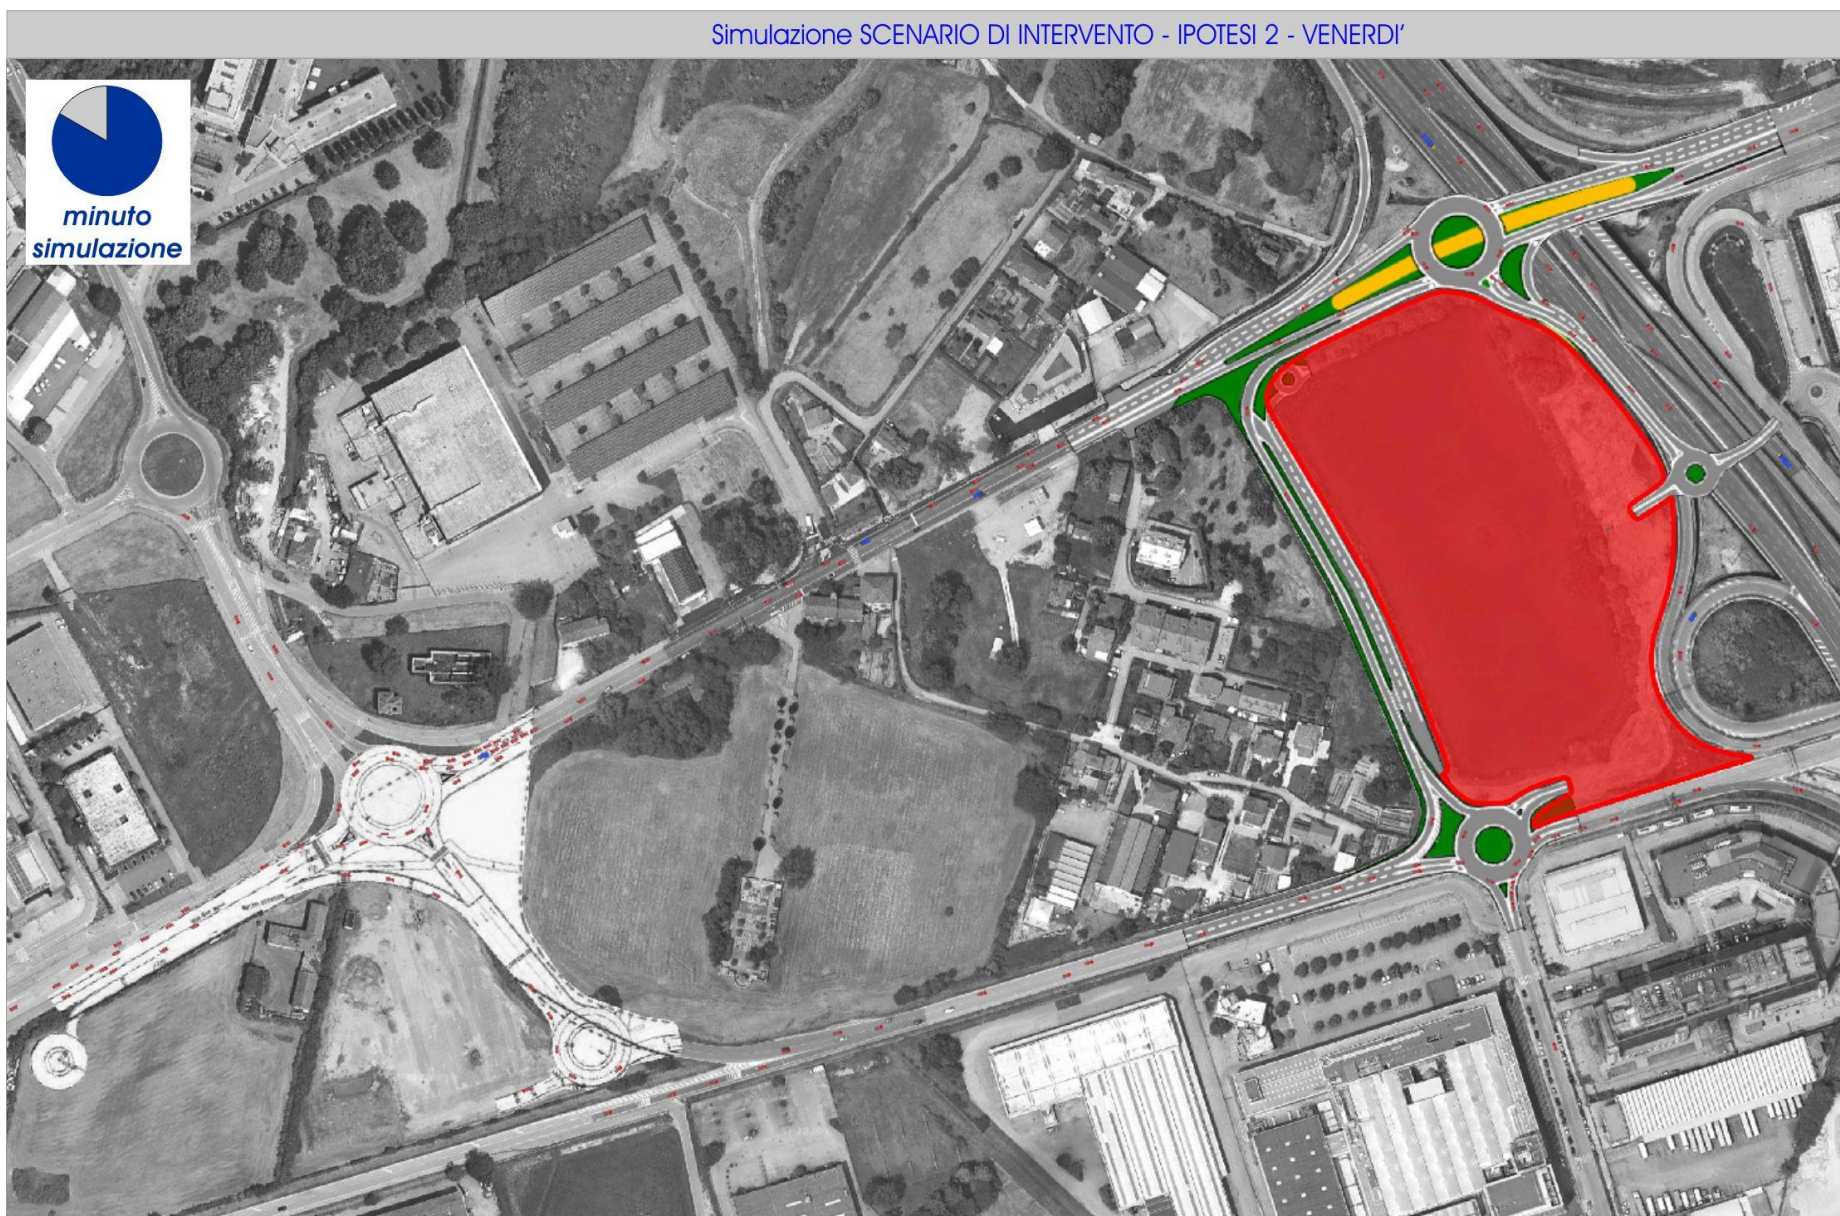 Simulazione SCENARIO DI INTERVENTO - IPOTESI 2 - VENERDI'
minuto
simulazione